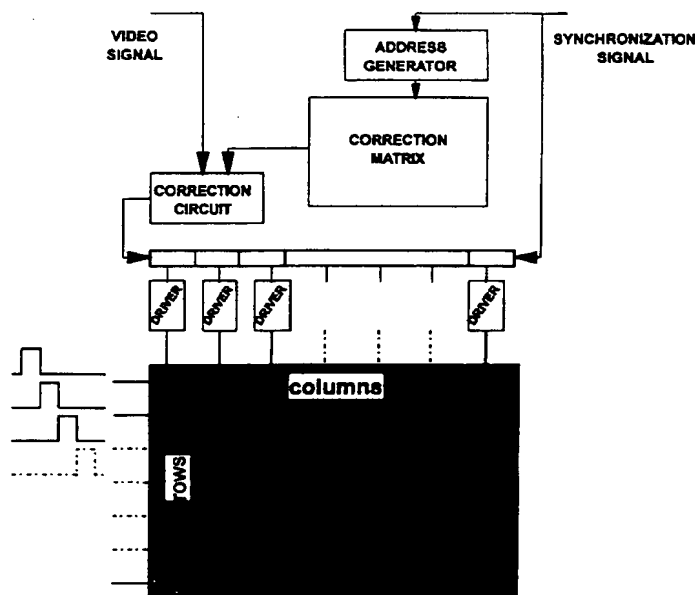 VIDEO
SIGNAL
ADDRESS
GENERATOR
SYNCHRONIZATION
SIGNAL
CORRECTION
MATRIX
CORRECTION
CIRCUIT
DRIVER
DRIVER
DRIVER
DRIVER
columns
rows